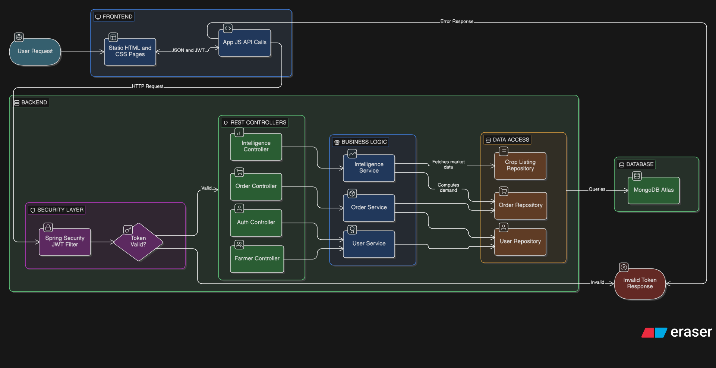 FRONTEND
Error Response
User Request
Static HTML and
CSS Pages
JSON and JWT
App JS API Calls
HTTP Request
BACKEND
REST CONTROLLERS
Intelligence
Controller
BUSINESS LOGIC
DATA ACCESS
Intelligence
Service
Fetches market
data
Crop Listing
Repository
DATABASE
Valid
Order Controller
Computes
demand
Queries
MongoDB Atlas
Order Service
Order Repository
SECURITY LAYER
Auth Controller
Spring Security
JWT Filter
Token
Valid?
User Service
User Repository
Farmer Controller
Invalid
Invalid Token
Response
eraser